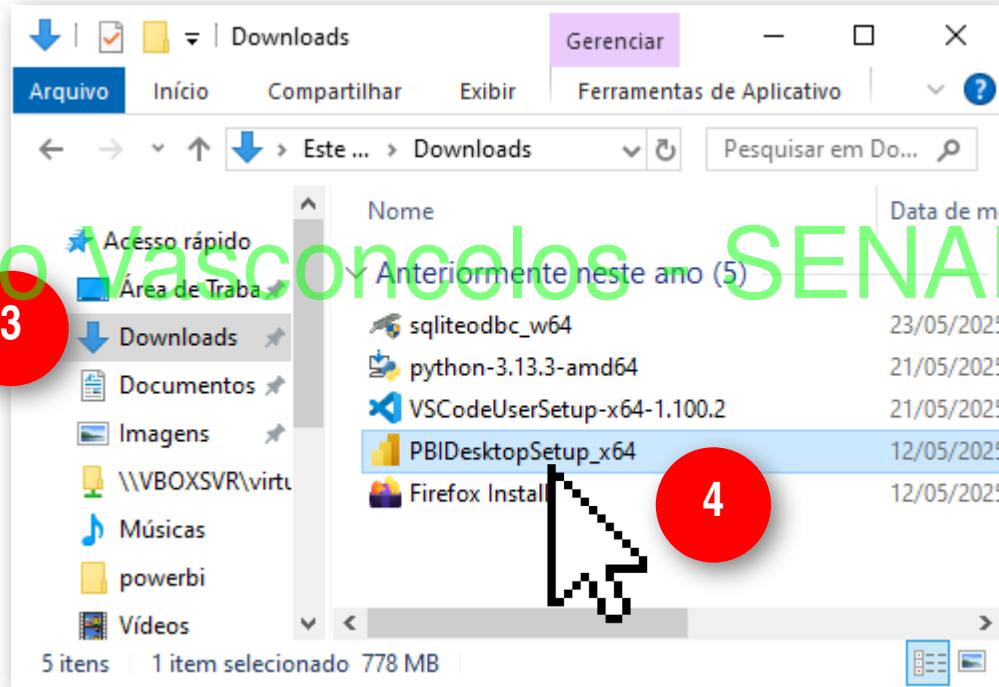 Downloads
Gerenciar
Arquivo Início Compartilhar Exibir Ferramentas de Aplicativo
Este ... Downloads Pesquisar em Do...
Nome Data de m
Acesso rápido
Anteriormente neste ano (5)
o Vasconcelos - SENAI
Área de Traba
3
Downloads
Documentos
Imagens
\\VBOXSVR\virtu
Músicas
powerbi
Vídeos
sqliteodbc_w64 23/05/2025
python-3.13.3-amd64 21/05/2025
VSCodeUserSetup-x64-1.100.2 21/05/2025
PBIDesktopSetup_x64 12/05/2025
Firefox Install 12/05/2025
4
5 itens 1 item selecionado 778 MB